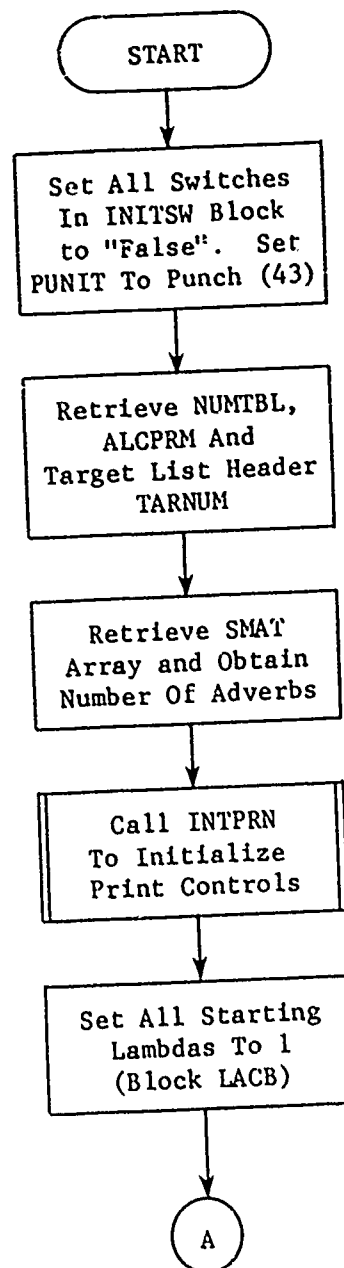 START
Set All Switches
In INITSW Block
to "False". Set
PUNIT To Punch (43)
Retrieve NUMTBL,
ALCPRM And
Target List Header
TARNUM
Retrieve SMAT
Array and Obtain
Number Of Adverbs
Call INTPRN
To Initialize
Print Controls
Set All Starting
Lambdas To 1
(Block LACB)
A